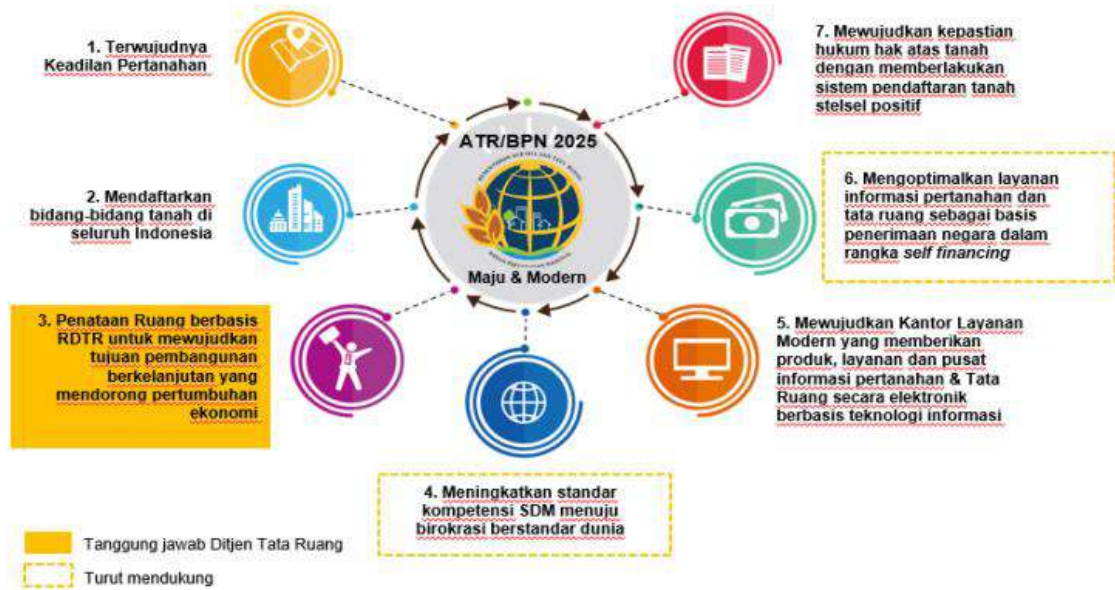 1. Terwujudnya
Keadilan Pertanahan
2. Mendaftarkan
bidang-bidang tanah di
seluruh Indonesia
3. Penataan Ruang berbasis
RDTR untuk mewujudkan
tujuan pembangunan
berkelanjutan yang
mendorong pertumbuhan
ekonomi
4. Meningkatkan standar
kompetensi SDM menuju
birokrasi berstandar dunia
5. Mewujudkan Kantor Layanan
Modern yang memberikan
produk, layanan dan pusat
informasi pertanahan & Tata
Ruang secara elektronik
berbasis teknologi informasi
6. Mengoptimalkan layanan
informasi pertanahan dan
tata ruang sebagai basis
penerimaan negara dalam
rangka self financing
7. Mewujudkan kepastian
hukum hak atas tanah
dengan memberlakukan
sistem pendaftaran tanah
stelsel positif
ATR/BPN 2025
Maju & Modern
Tanggung jawab Ditjen Tata Ruang
Turut mendukung